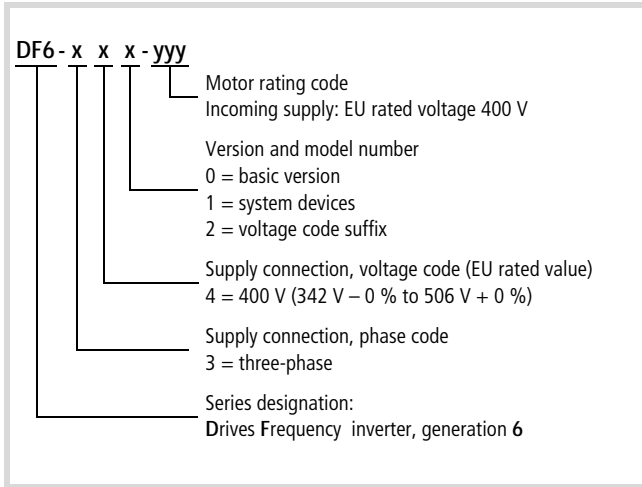 DF6 - x x x - yyy
Motor rating code
Incoming supply: EU rated voltage 400 V
Version and model number
0 = basic version
1 = system devices
2 = voltage code suffix
Supply connection, voltage code (EU rated value)
4 = 400 V (342 V – 0 % to 506 V + 0 %)
Supply connection, phase code
3 = three-phase
Series designation:
Drives Frequency inverter, generation 6